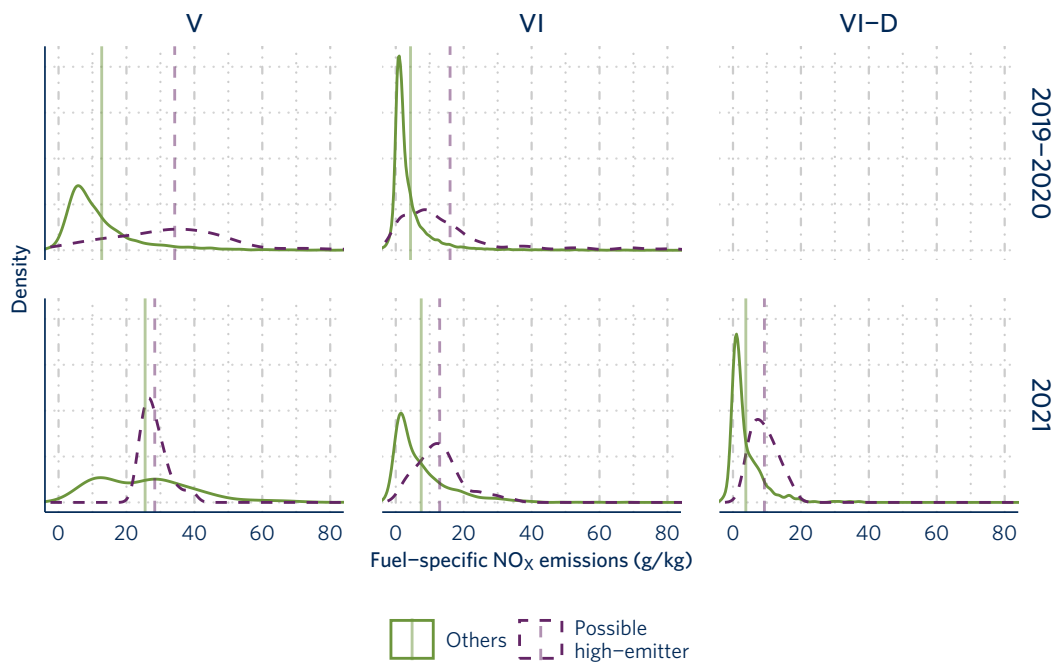 V
VI
VI–D
2019–2020
2021
Density
0 20 40 60 80
0 20 40 60 80
0 20 40 60 80
Fuel–specific NOX emissions (g/kg)
Others
Possible
high–emitter